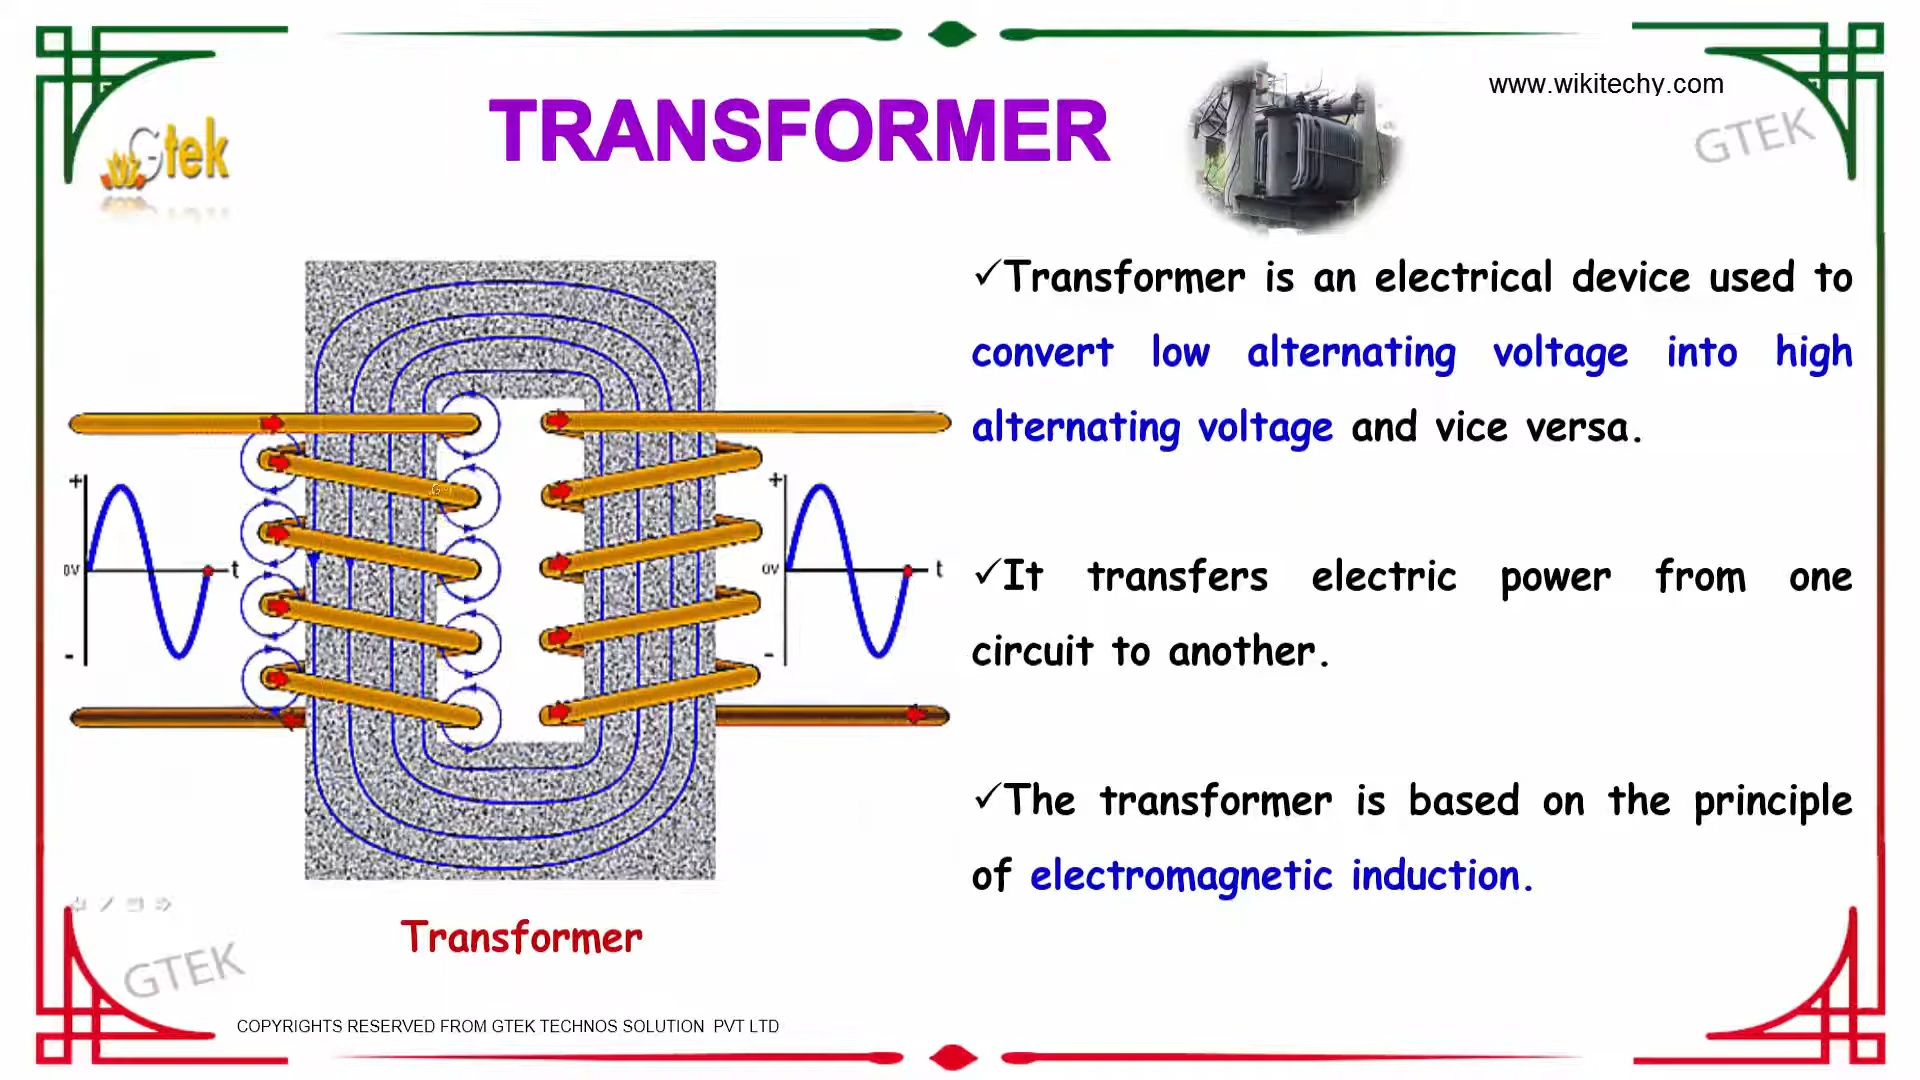 www.wikitechy.com
TRANSFORMER
GTEK
Gtek
✓Transformer is an electrical device used to
convert low alternating voltage into high
alternating voltage and vice versa.
+
+
0V
t
0V
t
-
-
✓It transfers electric power from one
circuit to another.
✓The transformer is based on the principle
of electromagnetic induction.
Transformer
GTEK
COPYRIGHTS RESERVED FROM GTEK TECHNOS SOLUTION PVT LTD